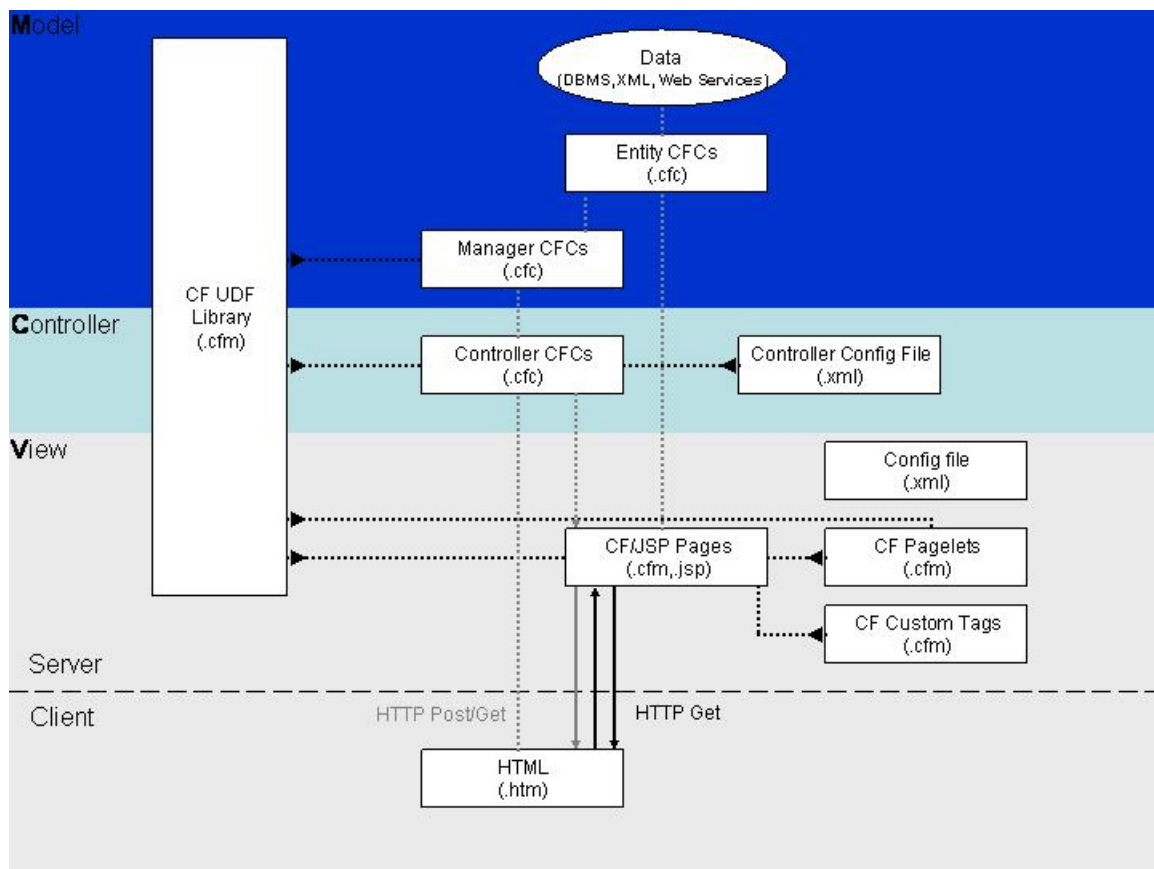 Model
Data
(DBMS,XML, Web Services)
Entity CFCs
(.cfc)
Manager CFCs
(.cfc)
CF UDF
Library
(.cfm)
Controller
Controller CFCs
(.cfc)
Controller Config File
(.xml)
View
Config file
(.xml)
CF/JSP Pages
(.cfm,.jsp)
CF Pagelets
(.cfm)
CF Custom Tags
(.cfm)
Server
Client
HTTP Post/Get
HTTP Get
HTML
(.htm)